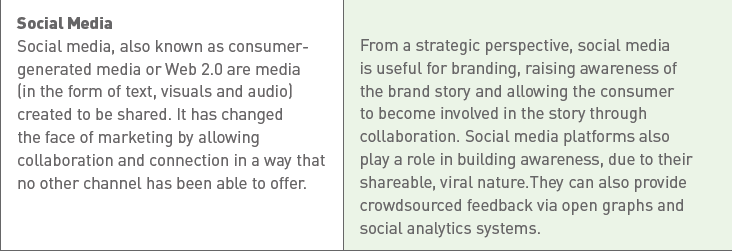 Social Media
Social media, also known as consumer-
generated media or Web 2.0 are media
(in the form of text, visuals and audio)
created to be shared. It has changed
the face of marketing by allowing
collaboration and connection in a way that
no other channel has been able to offer.
From a strategic perspective, social media
is useful for branding, raising awareness of
the brand story and allowing the consumer
to become involved in the story through
collaboration. Social media platforms also
play a role in building awareness, due to their
shareable, viral nature.They can also provide
crowdsourced feedback via open graphs and
social analytics systems.